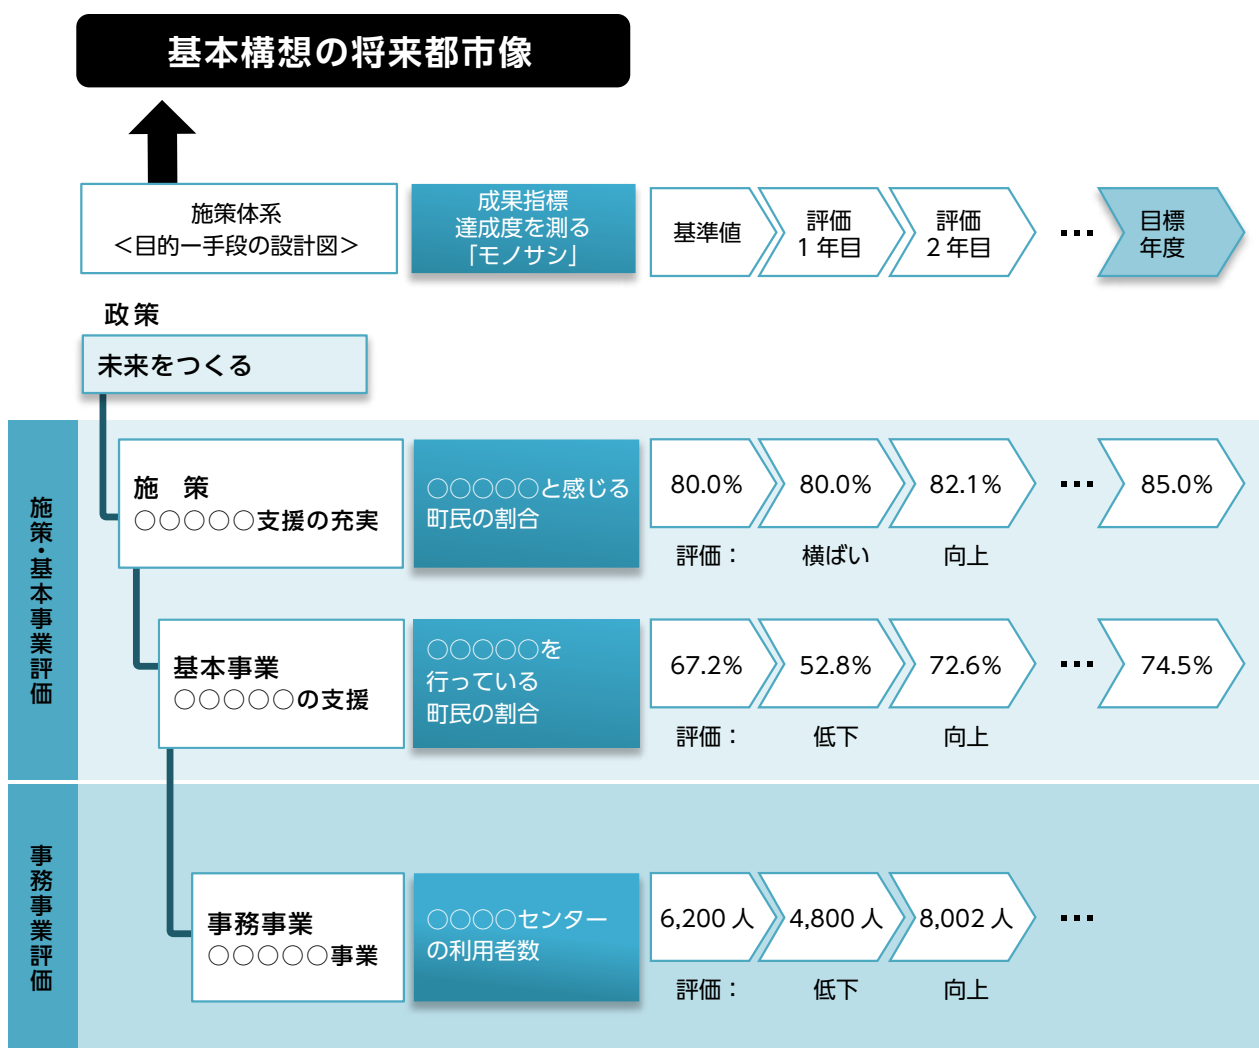 基本構想の将来都市像
施策体系
＜目的ー手段の設計図＞
成果指標
達成度を測る
「モノサシ」
基準値
評価
1年目
評価
2年目
…
目標
年度
政策
未来をつくる
施策・基本事業評価
施　策
○○○○○支援の充実
○○○○○と感じる
町民の割合
80.0%
80.0%
82.1%
…
85.0%
評価：
横ばい
向上
基本事業
○○○○○の支援
○○○○○を
行っている
町民の割合
67.2%
52.8%
72.6%
…
74.5%
評価：
低下
向上
事務事業評価
事務事業
○○○○○事業
○○○○センター
の利用者数
6,200人
4,800人
8,002人
…
評価：
低下
向上